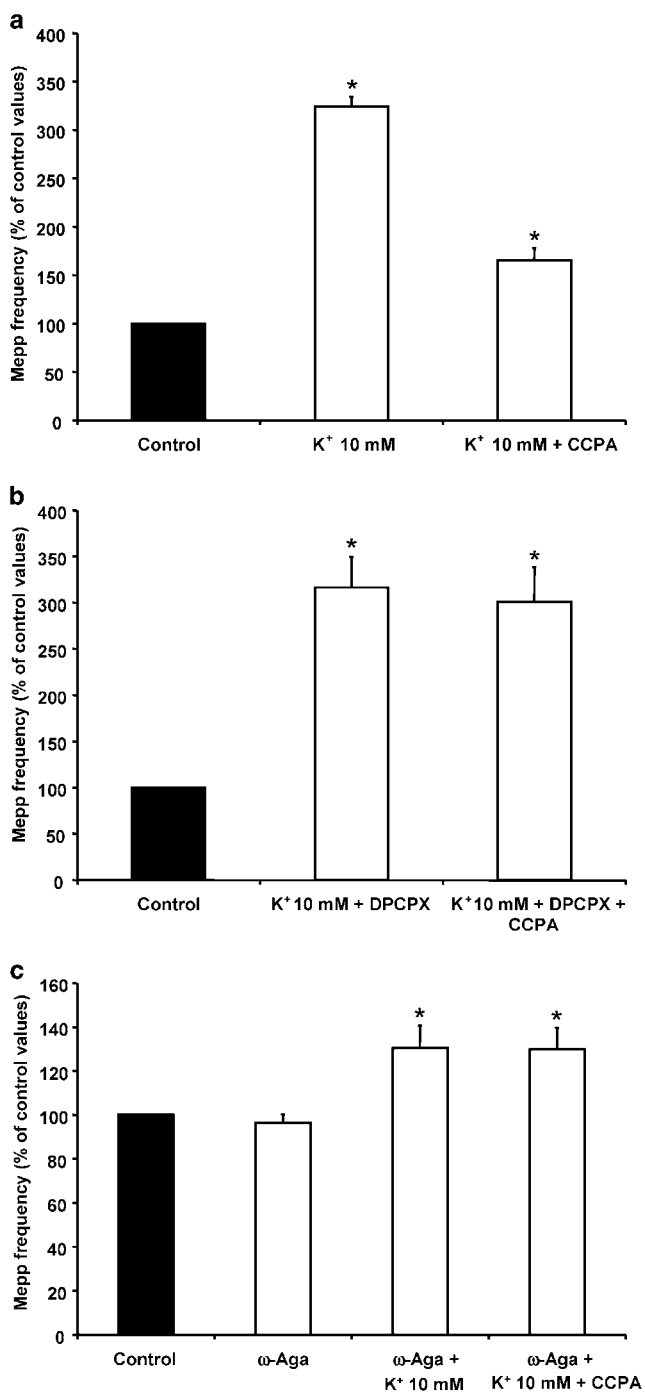 a
Mepp frequency (% of control values)
400
350
300
250
200
150
100
50
0
*
*
Control
K⁺ 10 mM
K⁺ 10 mM + CCPA
b
Mepp frequency (% of control values)
400
350
300
250
200
150
100
50
0
*
*
Control
K⁺10 mM + DPCPX
K⁺10 mM + DPCPX +
CCPA
c
Mepp frequency (% of control values)
160
140
120
100
80
60
40
20
0
*
*
Control
ω-Aga
ω-Aga +
K⁺ 10 mM
ω-Aga +
K⁺ 10 mM + CCPA